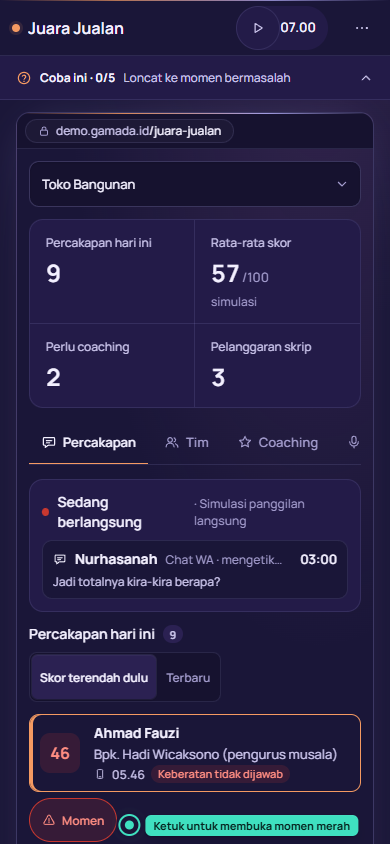 Juara Jualan
07.00
Coba ini · 0/5 Loncat ke momen bermasalah
demo.gamada.id/juara-jualan
Toko Bangunan
Percakapan hari ini
9
Rata-rata skor
57 /100
simulasi
Perlu coaching
2
Pelanggaran skrip
3
Percakapan
Tim
Coaching
Sedang
berlangsung
· Simulasi panggilan
langsung
Nurhasanah Chat WA · mengetik... 03:00
Jadi totalnya kira-kira berapa?
Percakapan hari ini 9
Skor terendah dulu
Terbaru
46
Ahmad Fauzi
Bpk. Hadi Wicaksono (pengurus musala)
05.46 Keberatan tidak dijawab
Momen
Ketuk untuk membuka momen merah